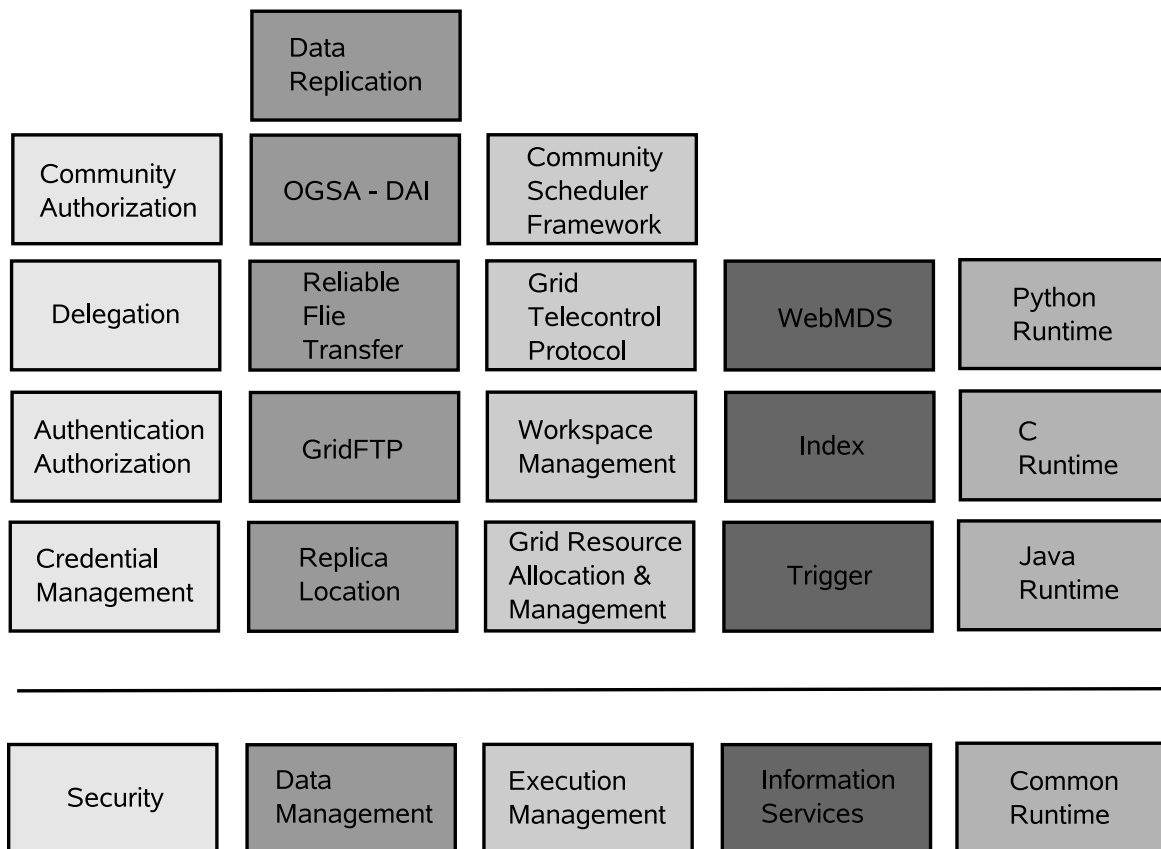 Data
Replication
Community
Authorization
OGSA - DAI
Community
Scheduler
Framework
Delegation
Reliable
Flie
Transfer
Grid
Telecontrol
Protocol
WebMDS
Python
Runtime
Authentication
Authorization
GridFTP
Workspace
Management
Index
C
Runtime
Credential
Management
Replica
Location
Grid Resource
Allocation &
Management
Trigger
Java
Runtime
Security
Data
Management
Execution
Management
Information
Services
Common
Runtime